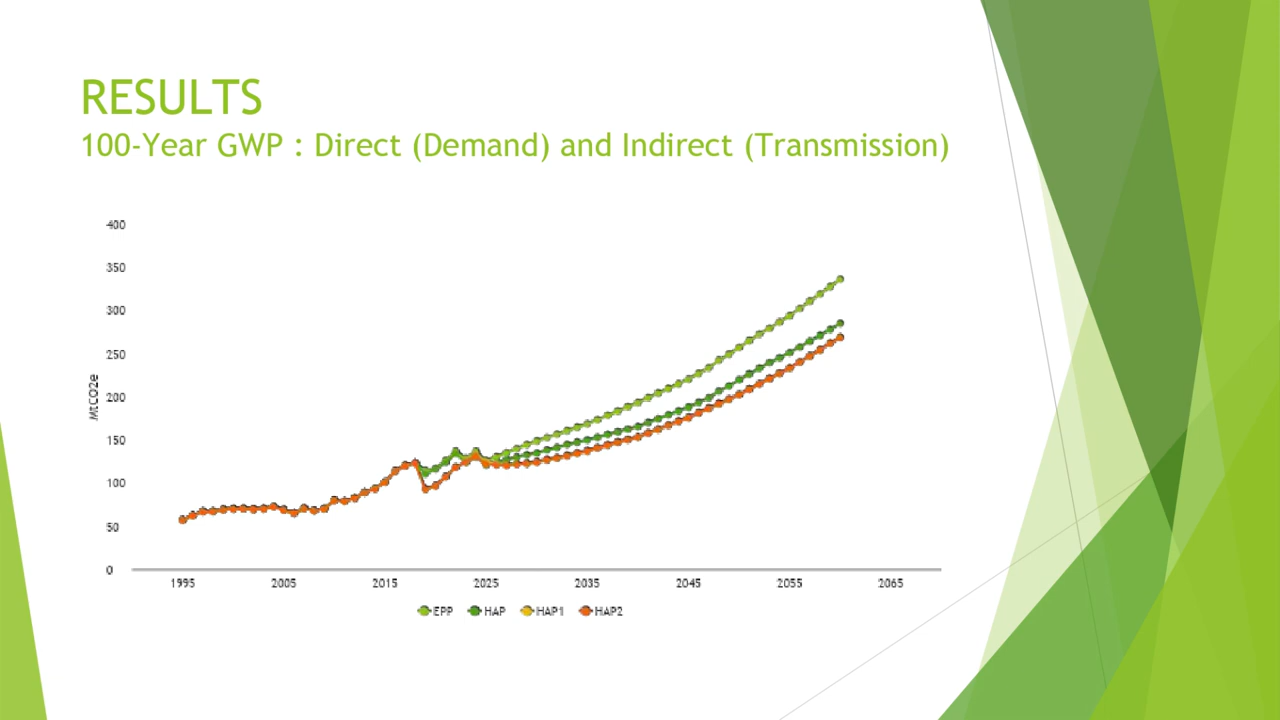 RESULTS
100-Year GWP : Direct (Demand) and Indirect (Transmission)
400
350
300
250
200
150
100
50
0
MtCO2e
1995 2005 2015 2025 2035 2045 2055 2065
EPP HAP HAP1 HAP2